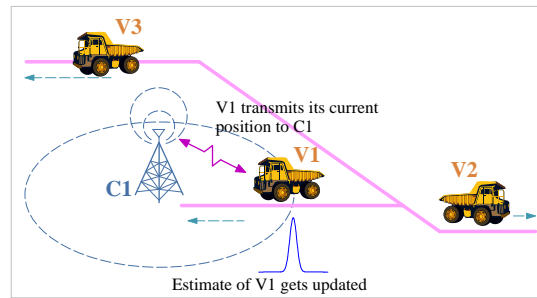 V3
V1 transmits its current
position to C1
V1
V2
C1
Estimate of V1 gets updated